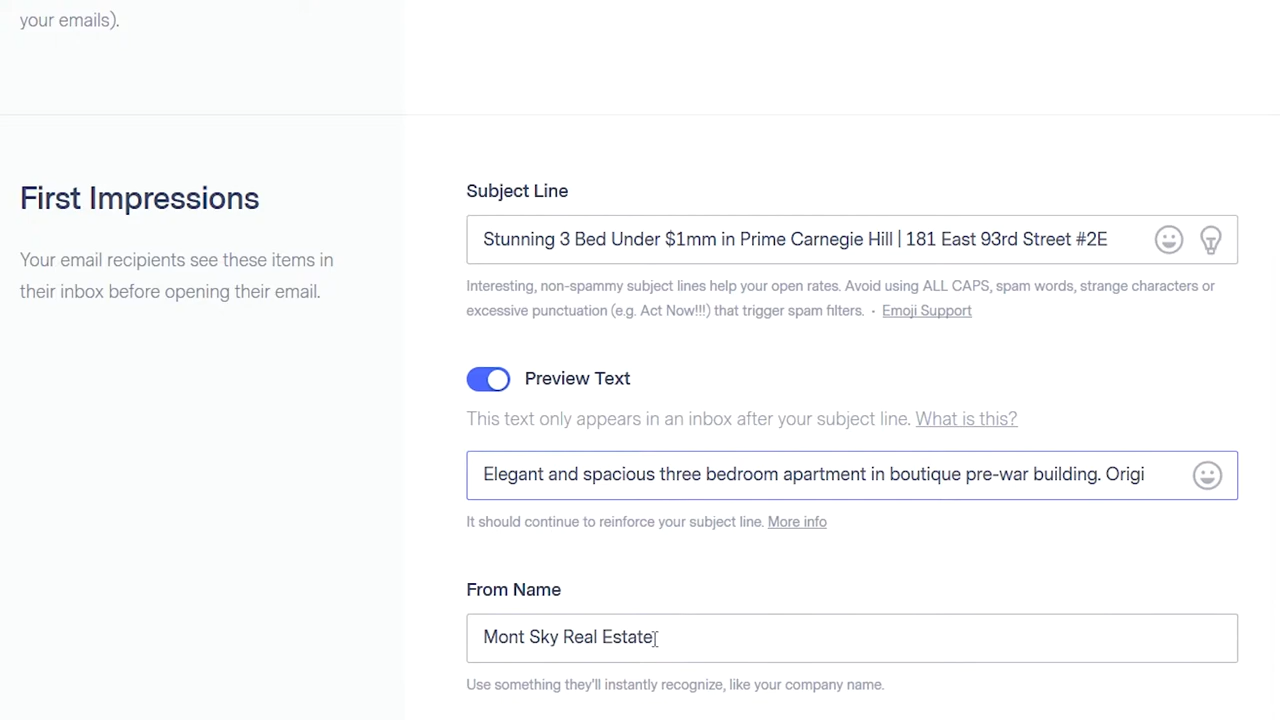 your emails).
First Impressions
Your email recipients see these items in
their inbox before opening their email.
Subject Line
Stunning 3 Bed Under $1mm in Prime Carnegie Hill | 181 East 93rd Street #2E
Interesting, non-spammy subject lines help your open rates. Avoid using ALL CAPS, spam words, strange characters or
excessive punctuation (e.g. Act Now!!!) that trigger spam filters. · Emoji Support
Preview Text
This text only appears in an inbox after your subject line. What is this?
Elegant and spacious three bedroom apartment in boutique pre-war building. Origi
It should continue to reinforce your subject line. More info
From Name
Mont Sky Real Estate
Use something they'll instantly recognize, like your company name.